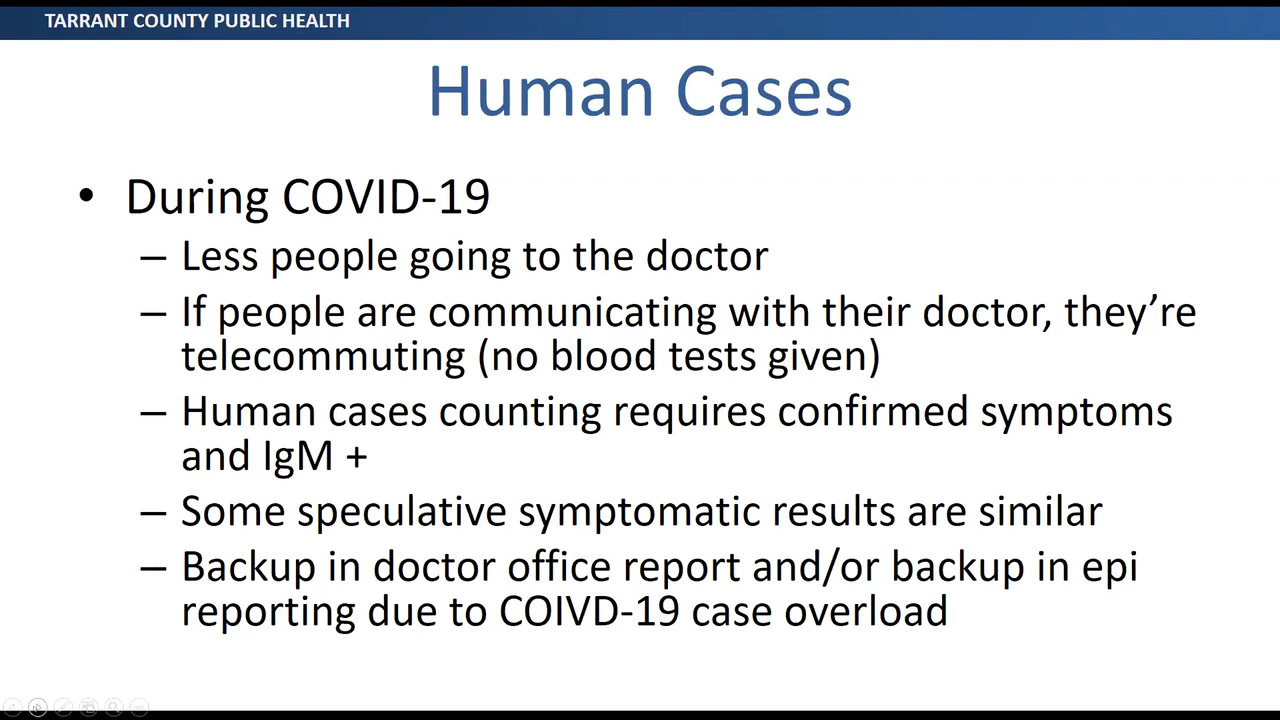 TARRANT COUNTY PUBLIC HEALTH
Human Cases
• During COVID-19
– Less people going to the doctor
– If people are communicating with their doctor, they’re
telecommuting (no blood tests given)
– Human cases counting requires confirmed symptoms
and IgM +
– Some speculative symptomatic results are similar
– Backup in doctor office report and/or backup in epi
reporting due to COIVD-19 case overload